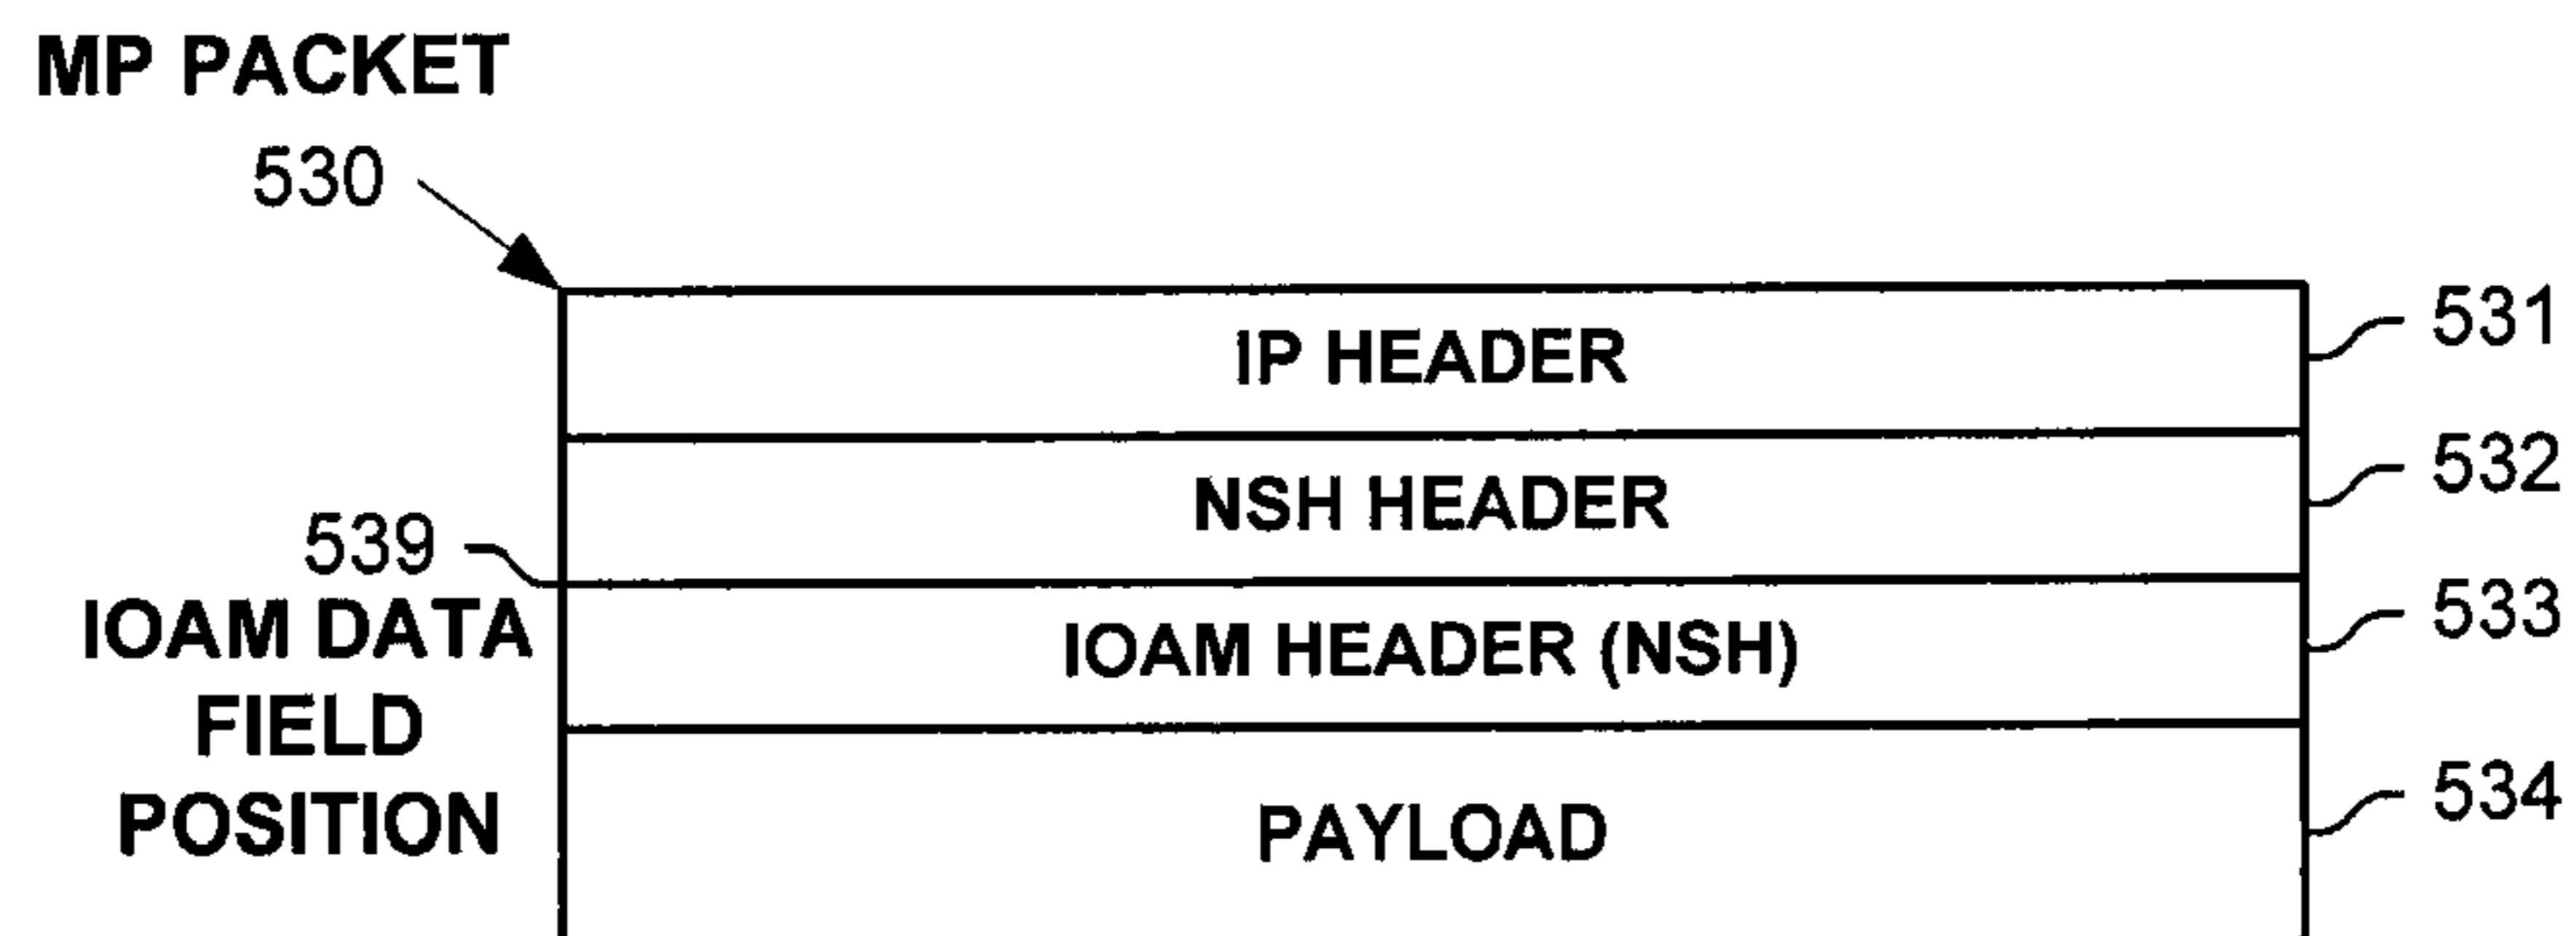 MP PACKET
530
IP HEADER
531
NSH HEADER
532
539
IOAM DATA
FIELD
POSITION
IOAM HEADER (NSH)
533
PAYLOAD
534